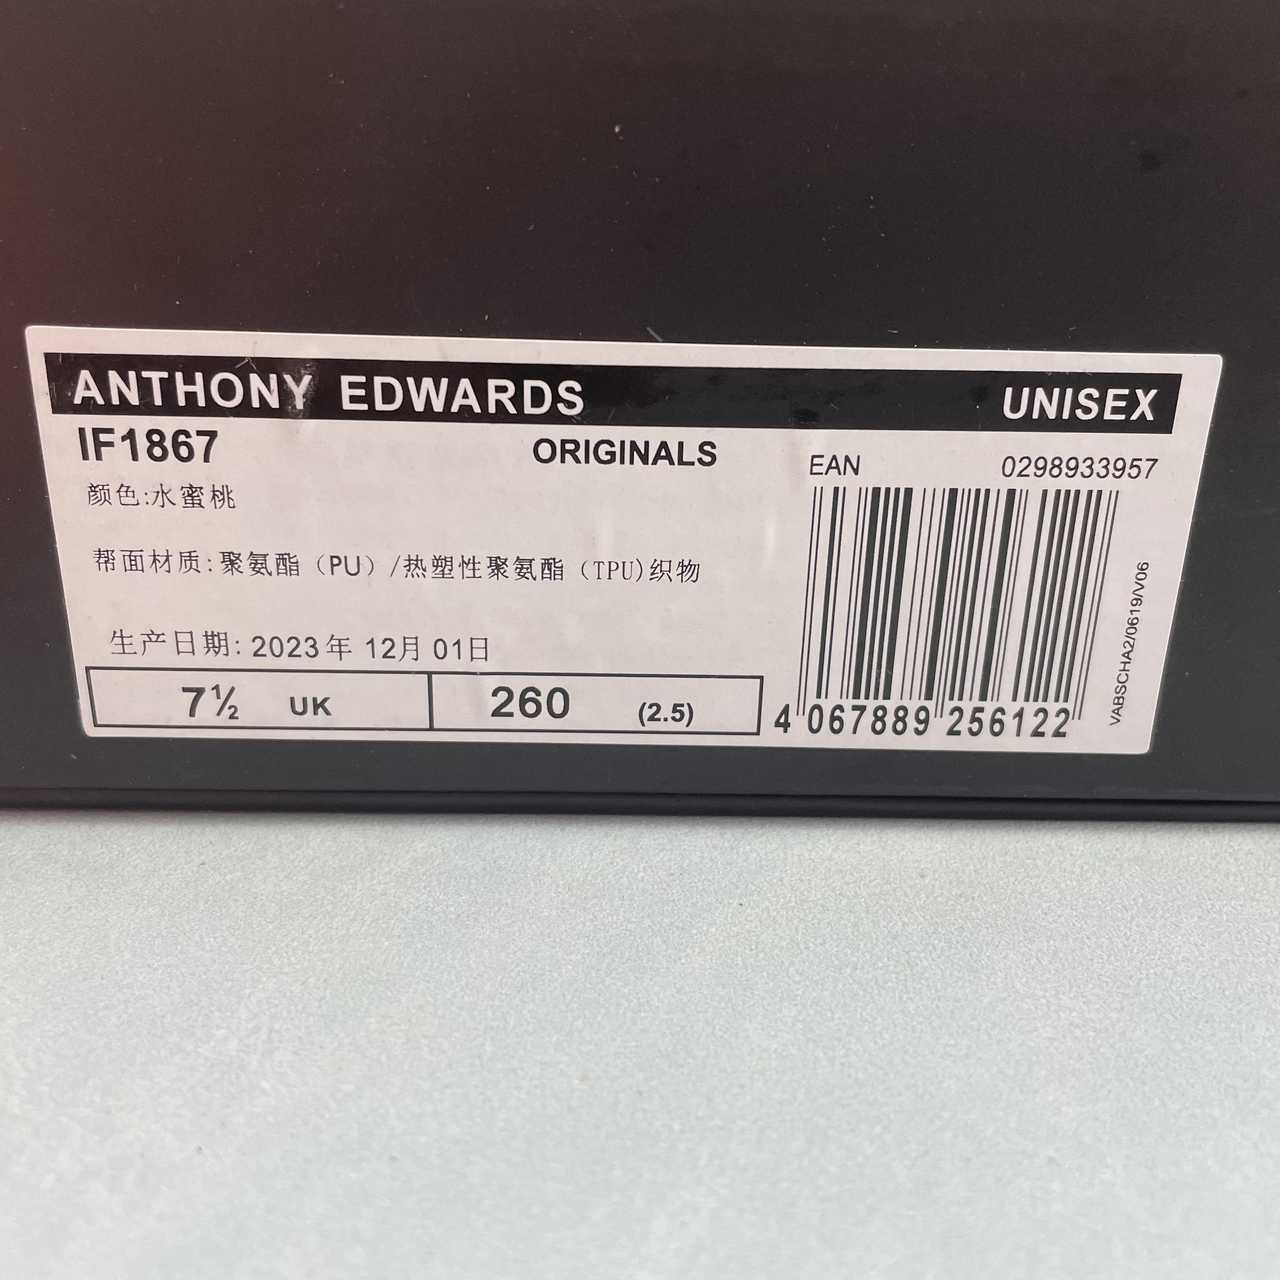 ANTHONY EDWARDS UNISEX
IF1867 ORIGINALS EAN 0298933957
颜色:水蜜桃
帮面材质:聚氨酯（PU）/热塑性聚氨酯（TPU)织物
生产日期: 2023年 12月 01日
7½ UK 260 (2.5)
4 067889 256122
VABSCHA2/0619/V06